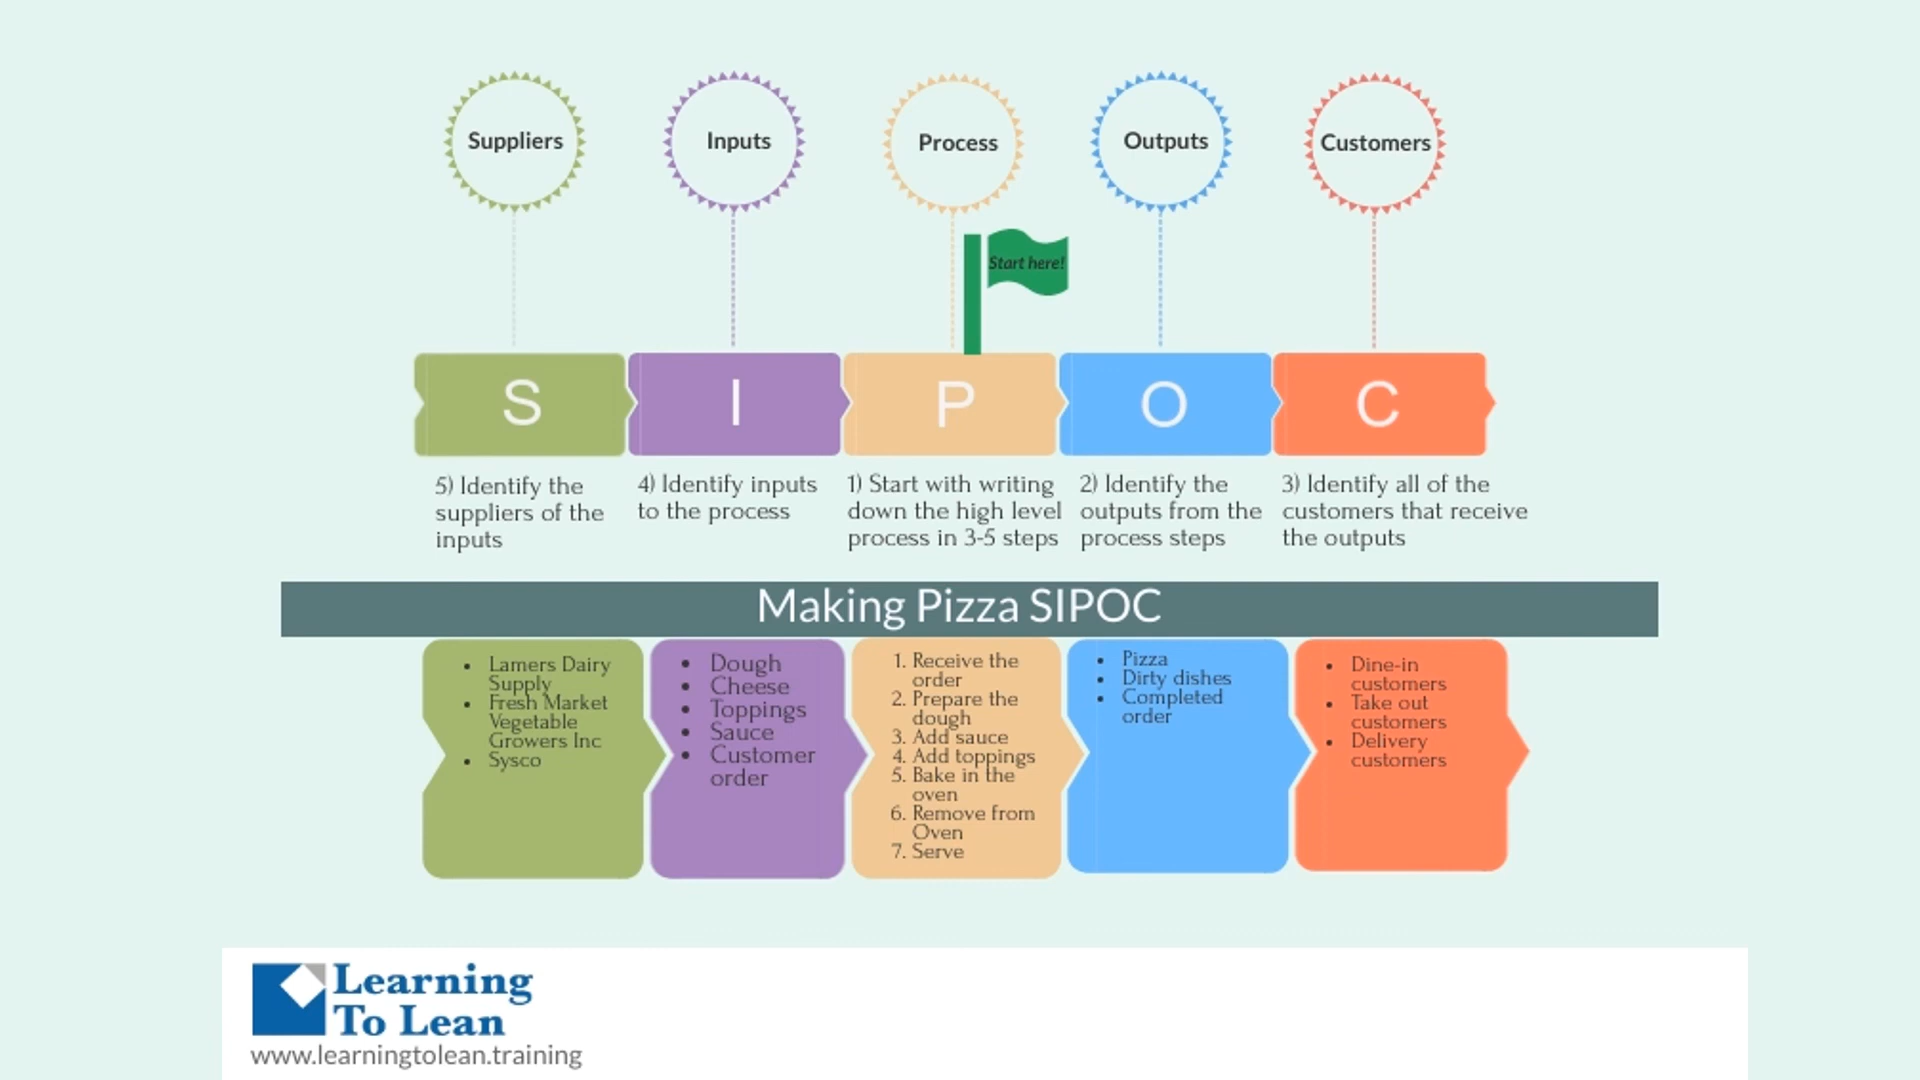 Suppliers
Inputs
Process
Outputs
Customers
Start here!
S
I
P
O
C
5) Identify the
suppliers of the
inputs
4) Identify inputs
to the process
1) Start with writing
down the high level
process in 3-5 steps
2) Identify the
outputs from the
process steps
3) Identify all of the
customers that receive
the outputs
Making Pizza SIPOC
• Lamers Dairy
Supply
• Fresh Market
Vegetable
Growers Inc
• Sysco
• Dough
• Cheese
• Toppings
• Sauce
• Customer
order
1. Receive the
order
2. Prepare the
dough
3. Add sauce
4. Add toppings
5. Bake in the
oven
6. Remove from
Oven
7. Serve
• Pizza
• Dirty dishes
• Completed
order
• Dine-in
customers
• Take out
customers
• Delivery
customers
Learning
To Lean
www.learningtolean.training